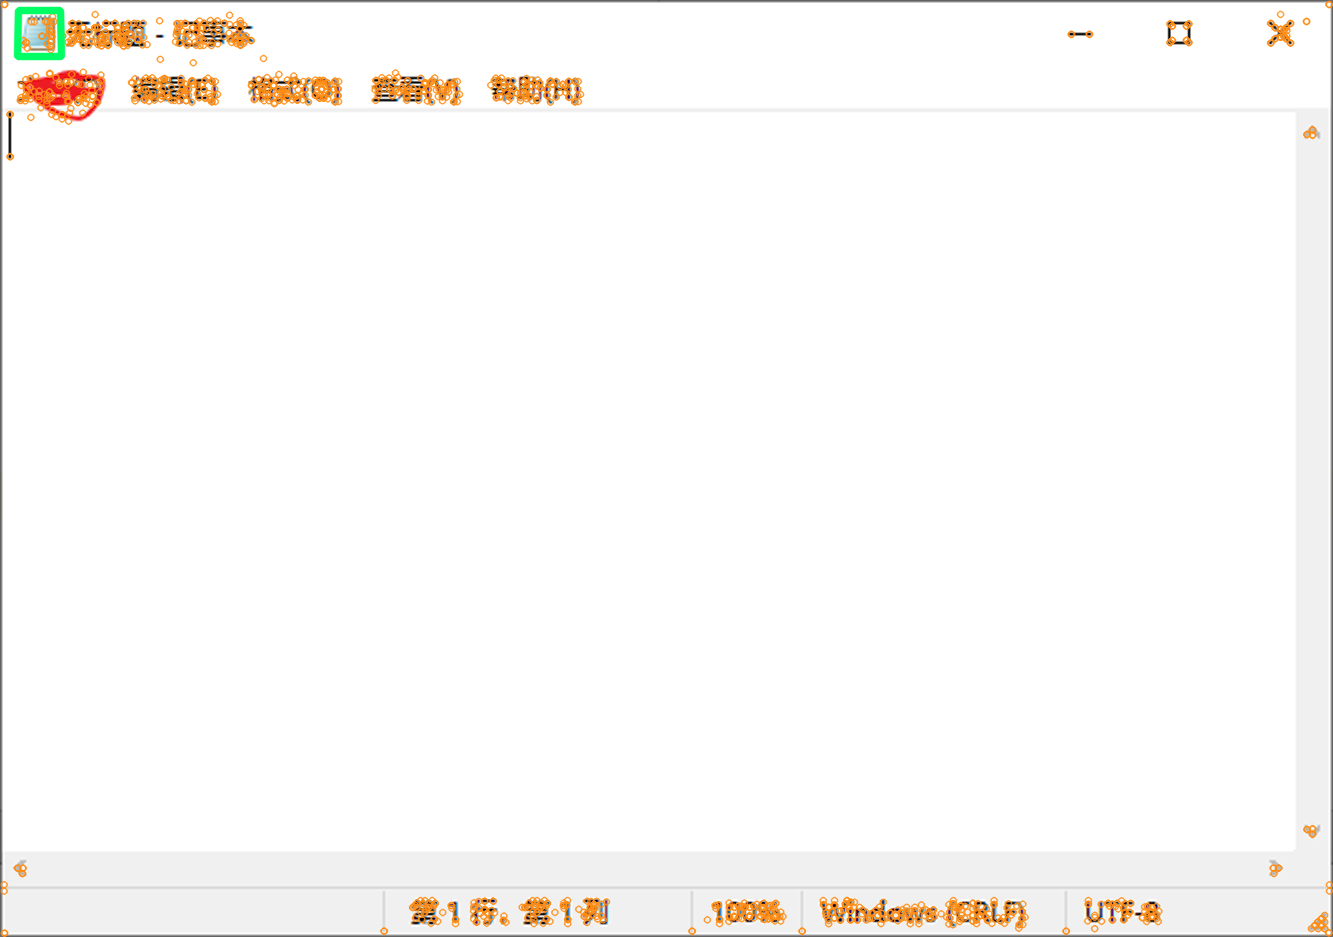 无标题 - 记事本
编辑(E) 格式(O) 查看(V) 帮助(H)
第 1 行，第 1 列 100% Windows (CRLF) UTF-8